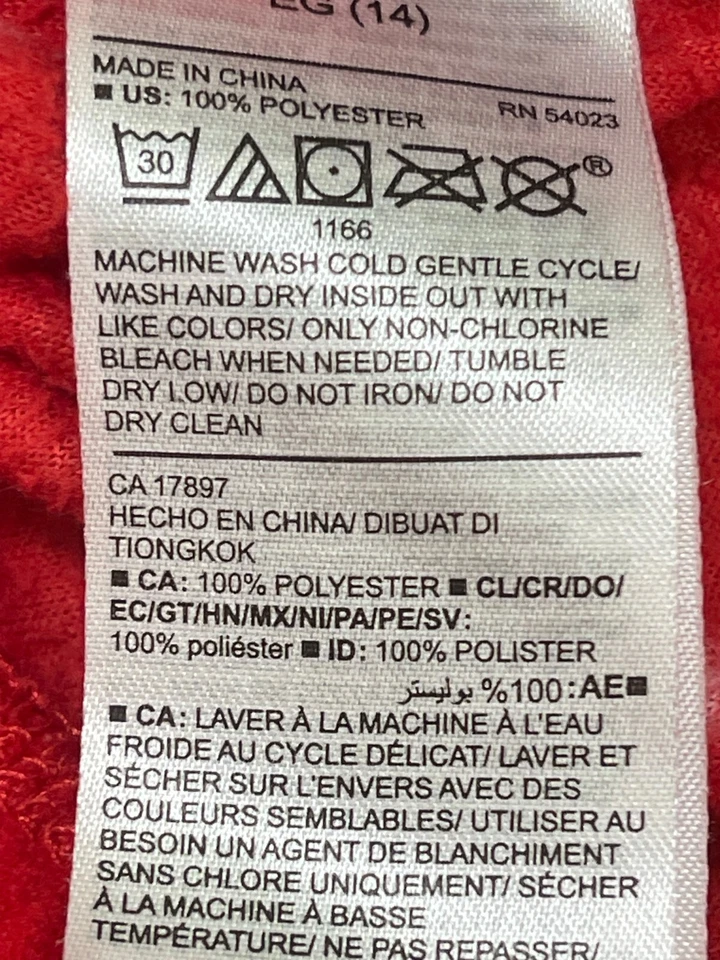 EG (14)
MADE IN CHINA
■ US: 100% POLYESTER RN 54023
30
®
1166
MACHINE WASH COLD GENTLE CYCLE/
WASH AND DRY INSIDE OUT WITH
LIKE COLORS/ ONLY NON-CHLORINE
BLEACH WHEN NEEDED/ TUMBLE
DRY LOW/ DO NOT IRON/ DO NOT
DRY CLEAN
CA 17897
HECHO EN CHINA/ DIBUAT DI
TIONGKOK
■ CA: 100% POLYESTER ■ CL/CR/DO/
EC/GT/HN/MX/NI/PA/PE/SV:
100% poliéster ■ ID: 100% POLISTER
■AE: 100% بوليستر
■ CA: LAVER À LA MACHINE À L'EAU
FROIDE AU CYCLE DÉLICAT/ LAVER ET
SÉCHER SUR L'ENVERS AVEC DES
COULEURS SEMBLABLES/ UTILISER AU
BESOIN UN AGENT DE BLANCHIMENT
SANS CHLORE UNIQUEMENT/ SÉCHER
À LA MACHINE À BASSE
TEMPÉRATURE/ NE PAS REPASSER/